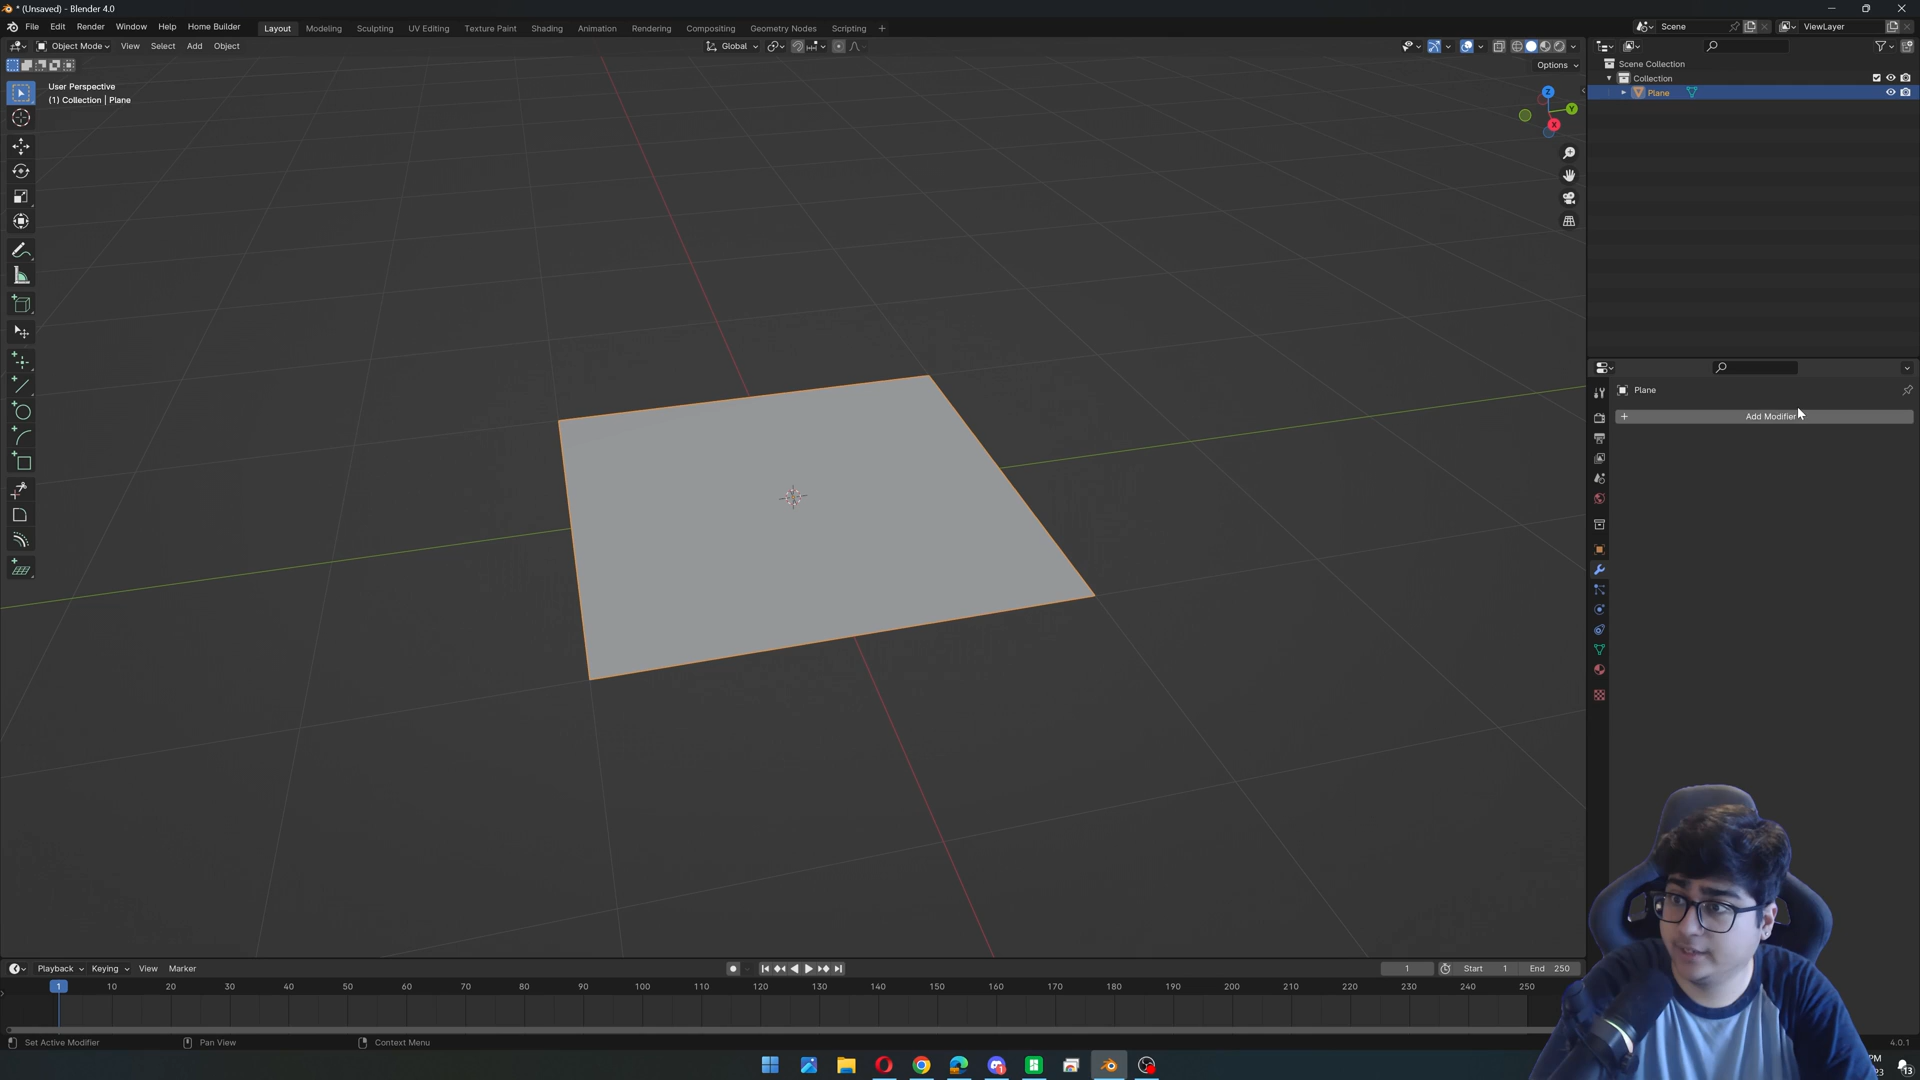 * (Unsaved) - Blender 4.0
File Edit Render Window Help Home Builder Layout Modeling Sculpting UV Editing Texture Paint Shading Animation Rendering Compositing Geometry Nodes Scripting + Scene ViewLayer
Object Mode View Select Add Object Global
Options
User Perspective
(1) Collection | Plane
Z
Y
X
Scene Collection
Collection
Plane
Plane
+ Add Modifier
Playback Keying View Marker 1 Start 1 End 250
1 10 20 30 40 50 60 70 80 90 100 110 120 130 140 150 160 170 180 190 200 210 220 230 240 250
Set Active Modifier Pan View Context Menu 4.0.1
PM
13